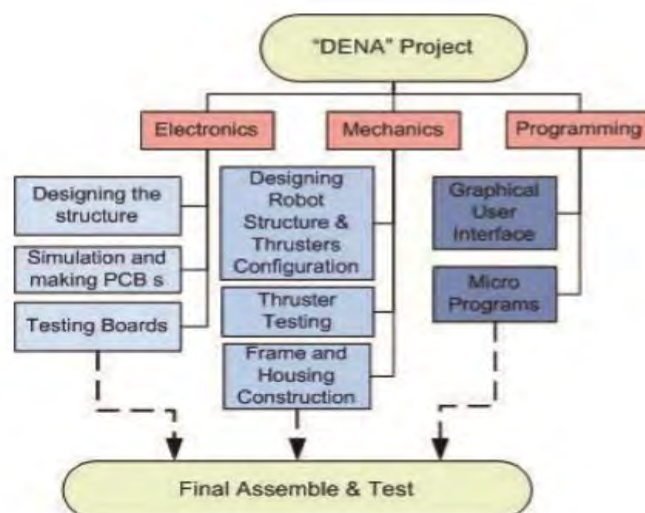 "DENA" Project
Electronics
Mechanics
Programming
Designing the
structure
Simulation and
making PCB s
Testing Boards
Designing
Robot
Structure &
Thrusters
Configuration
Thruster
Testing
Frame and
Housing
Construction
Graphical
User
Interface
Micro
Programs
Final Assemble & Test